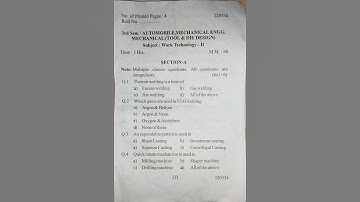 No. of Printed Pages : 4 220534
Roll No.
3rd Sem / AUTOMOBILE, MECHANICAL ENGG,
MECHANICAL (TOOL & DIE DESIGN)
Subject : Work Technology - II
Time : 3 Hrs. M.M. : 60
SECTION-A
Note: Multiple choice questions. All questions are
compulsory (6x1=6)
Q.1 Thermit welding is a form of
a) Fusion welding b) Gas welding
c) Arc welding d) All of the above
Q.2 Which gases are used in T.I.G welding.
a) Argon & Helium
b) Argon & Neon
c) Oxygen & Acetylene
d) None of these
Q.3 An expendable pattern is used in
a) Slush Casting b) Investment casting
c) Squeeze Casting d) Centrifugal Casting
Q.4 Quick return mechanism is used in
a) Milling machine b) Shaper machine
c) Drilling machine d) All of the above
(1) 220534